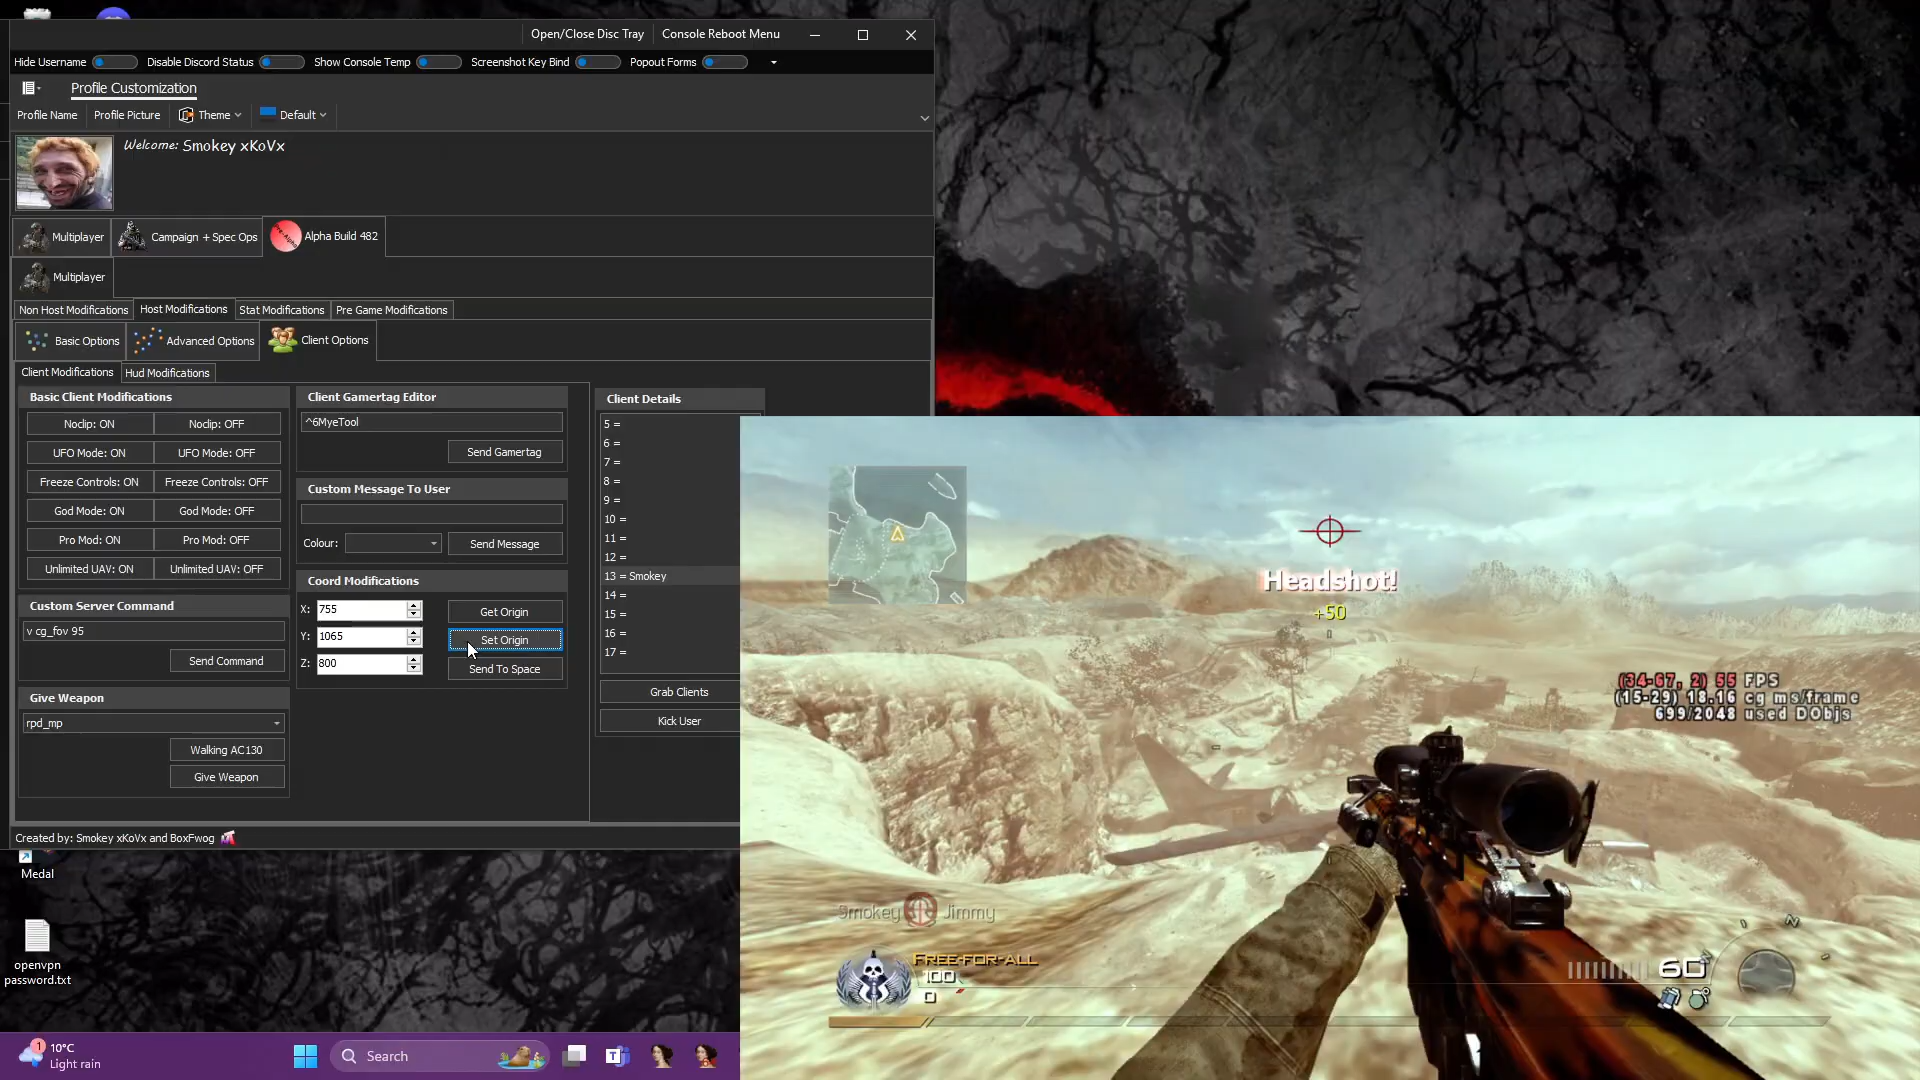 Open/Close Disc Tray
Console Reboot Menu
Hide Username
Disable Discord Status
Show Console Temp
Screenshot Key Bind
Popout Forms
Profile Customization
Profile Name
Profile Picture
Theme
Default
Welcome: Smokey xKoVx
Multiplayer
Campaign + Spec Ops
Alpha Build 482
Multiplayer
Non Host Modifications
Host Modifications
Stat Modifications
Pre Game Modifications
Basic Options
Advanced Options
Client Options
Client Modifications
Hud Modifications
Basic Client Modifications
Noclip: ON
Noclip: OFF
UFO Mode: ON
UFO Mode: OFF
Freeze Controls: ON
Freeze Controls: OFF
God Mode: ON
God Mode: OFF
Pro Mod: ON
Pro Mod: OFF
Unlimited UAV: ON
Unlimited UAV: OFF
Custom Server Command
v cg_fov 95
Send Command
Give Weapon
rpd_mp
Walking AC130
Give Weapon
Client Gamertag Editor
^6MyeTool
Send Gamertag
Custom Message To User
Colour:
Send Message
Coord Modifications
X: 755
Get Origin
Y: 1065
Set Origin
Z: 800
Send To Space
Client Details
5 =
6 =
7 =
8 =
9 =
10 =
11 =
12 =
13 = Smokey
14 =
15 =
16 =
17 =
Grab Clients
Kick User
Created by: Smokey xKoVx and BoxFwog
Headshot!
+50
(34-67, 2) 55 FPS
(15-29) 18.16 cg ms/frame
699/2048 used DObjs
Smokey Jimmy
FREE-FOR-ALL
100
0
60
N
Medal
openvpn
password.txt
1
10°C
Light rain
Search